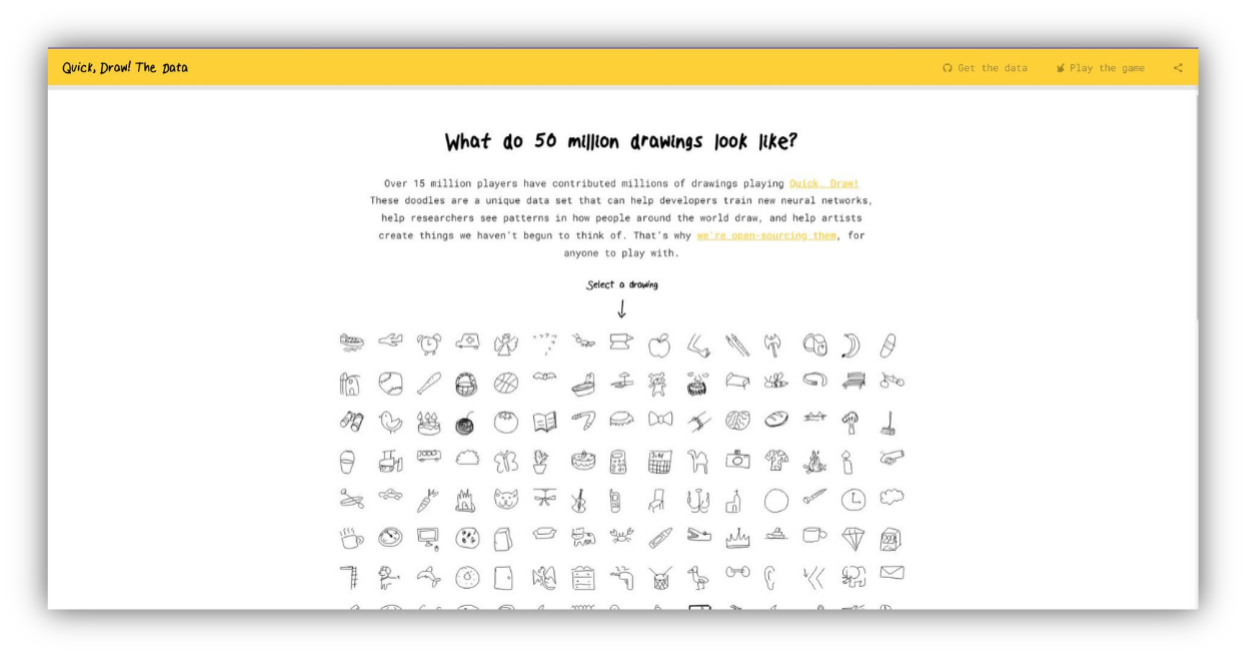 Quick, Draw! The Data
Get the data
Play the game
What do 50 million drawings look like?
Over 15 million players have contributed millions of drawings playing Quick, Draw!
These doodles are a unique data set that can help developers train new neural networks,
help researchers see patterns in how people around the world draw, and help artists
create things we haven't begun to think of. That's why we're open-sourcing them, for
anyone to play with.
Select a drawing